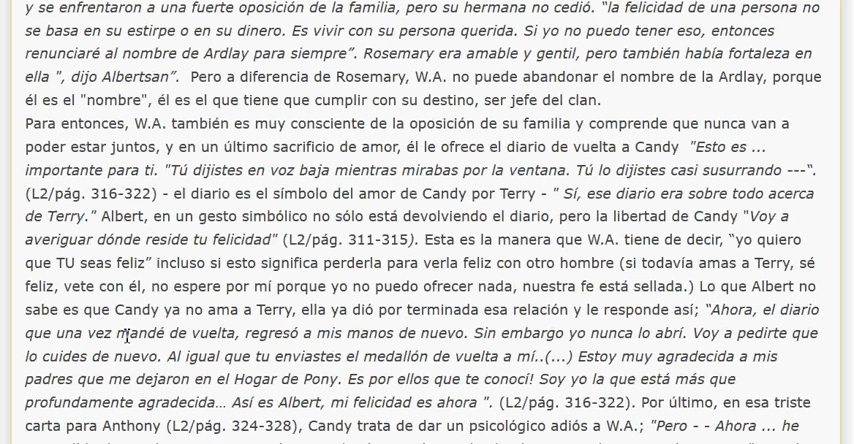 y se enfrentaron a una fuerte oposición de la familia, pero su hermana no cedió. “la felicidad de una persona no
se basa en su estirpe o en su dinero. Es vivir con su persona querida. Si yo no puedo tener eso, entonces
renunciaré al nombre de Ardlay para siempre”. Rosemary era amable y gentil, pero también había fortaleza en
ella ", dijo Albertsan”. Pero a diferencia de Rosemary, W.A. no puede abandonar el nombre de la Ardlay, porque
él es el "nombre", él es el que tiene que cumplir con su destino, ser jefe del clan.
Para entonces, W.A. también es muy consciente de la oposición de su familia y comprende que nunca van a
poder estar juntos, y en un último sacrificio de amor, él le ofrece el diario de vuelta a Candy "Esto es ...
importante para ti. "Tú dijistes en voz baja mientras mirabas por la ventana. Tú lo dijistes casi susurrando ---“.
(L2/pág. 316-322) - el diario es el símbolo del amor de Candy por Terry - " Sí, ese diario era sobre todo acerca
de Terry." Albert, en un gesto simbólico no sólo está devolviendo el diario, pero la libertad de Candy "Voy a
averiguar dónde reside tu felicidad" (L2/pág. 311-315). Esta es la manera que W.A. tiene de decir, “yo quiero
que TU seas feliz” incluso si esto significa perderla para verla feliz con otro hombre (si todavía amas a Terry, sé
feliz, vete con él, no espere por mí porque yo no puedo ofrecer nada, nuestra fe está sellada.) Lo que Albert no
sabe es que Candy ya no ama a Terry, ella ya dió por terminada esa relación y le responde así; “Ahora, el diario
que una vez mandé de vuelta, regresó a mis manos de nuevo. Sin embargo yo nunca lo abrí. Voy a pedirte que
lo cuides de nuevo. Al igual que tu enviastes el medallón de vuelta a mí..(...) Estoy muy agradecida a mis
padres que me dejaron en el Hogar de Pony. Es por ellos que te conocí! Soy yo la que está más que
profundamente agradecida… Así es Albert, mi felicidad es ahora ". (L2/pág. 316-322). Por último, en esa triste
carta para Anthony (L2/pág. 324-328), Candy trata de dar un psicológico adiós a W.A.; "Pero - - Ahora ... he